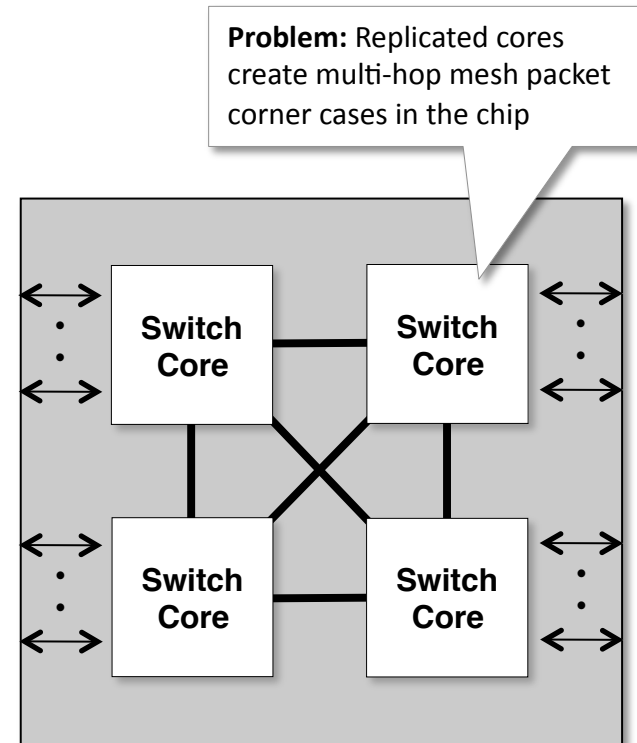 Problem: Replicated cores
create multi-hop mesh packet
corner cases in the chip
Switch
Core
Switch
Core
Switch
Core
Switch
Core